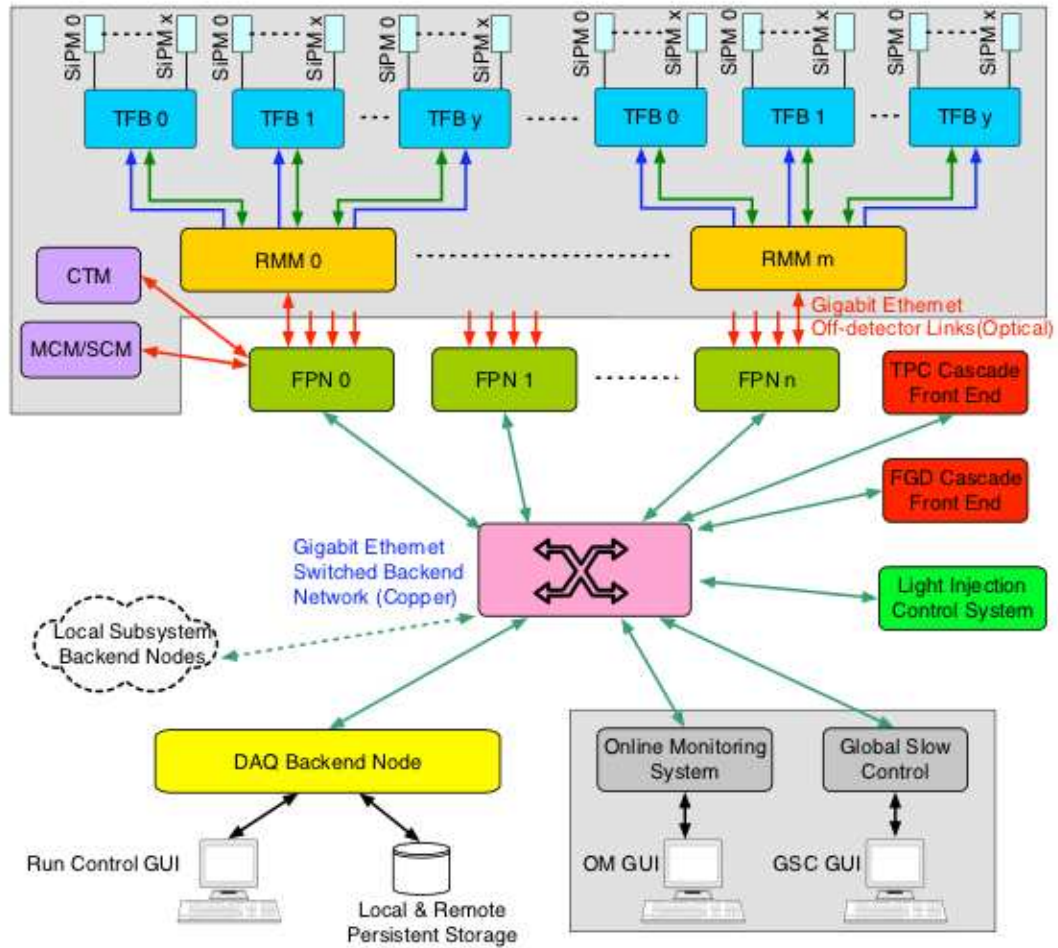 SiPM 0
SiPM x
SiPM 0
SiPM x
SiPM 0
SiPM x
SiPM 0
SiPM x
SiPM 0
SiPM x
SiPM 0
SiPM x
TFB 0
TFB 1
TFB y
TFB 0
TFB 1
TFB y
RMM 0
RMM m
CTM
MCM/SCM
Gigabit Ethernet
Off-detector Links(Optical)
FPN 0
FPN 1
FPN n
TPC Cascade
Front End
FGD Cascade
Front End
Gigabit Ethernet
Switched Backend
Network (Copper)
Light Injection
Control System
Local Subsystem
Backend Nodes
DAQ Backend Node
Online Monitoring
System
Global Slow
Control
Run Control GUI
OM GUI
GSC GUI
Local & Remote
Persistent Storage